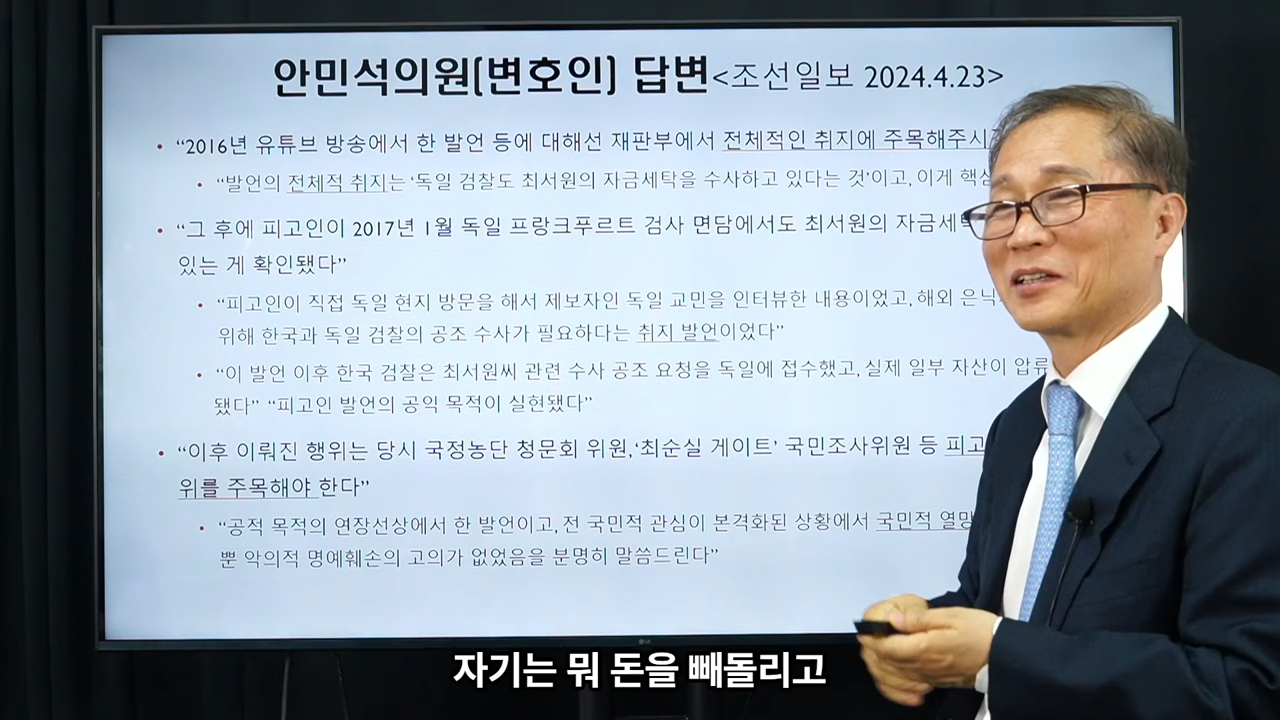 안민석의원(변호인) 답변<조선일보 2024.4.23>
• “2016년 유튜브 방송에서 한 발언 등에 대해선 재판부에서 전체적인 취지에 주목해주시
• “발언의 전체적 취지는 ‘독일 검찰도 최서원의 자금세탁을 수사하고 있다는 것’이고, 이게 핵심
• “그 후에 피고인이 2017년 1월 독일 프랑크푸르트 검사 면담에서도 최서원의 자금세탁
있는 게 확인됐다”
• “피고인이 직접 독일 현지 방문을 해서 제보자인 독일 교민을 인터뷰한 내용이었고, 해외 은닉
위해 한국과 독일 검찰의 공조 수사가 필요하다는 취지 발언이었다”
• “이 발언 이후 한국 검찰은 최서원씨 관련 수사 공조 요청을 독일에 접수했고, 실제 일부 자산이 압류
됐다” “피고인 발언의 공익 목적이 실현됐다”
• “이후 이뤄진 행위는 당시 국정농단 청문회 위원,‘최순실 게이트’ 국민조사위원 등 피고
위를 주목해야 한다”
• “공적 목적의 연장선상에서 한 발언이고, 전 국민적 관심이 본격화된 상황에서 국민적 열망
뿐 악의적 명예훼손의 고의가 없었음을 분명히 말씀드린다”
LG
자기는 뭐 돈을 빼돌리고